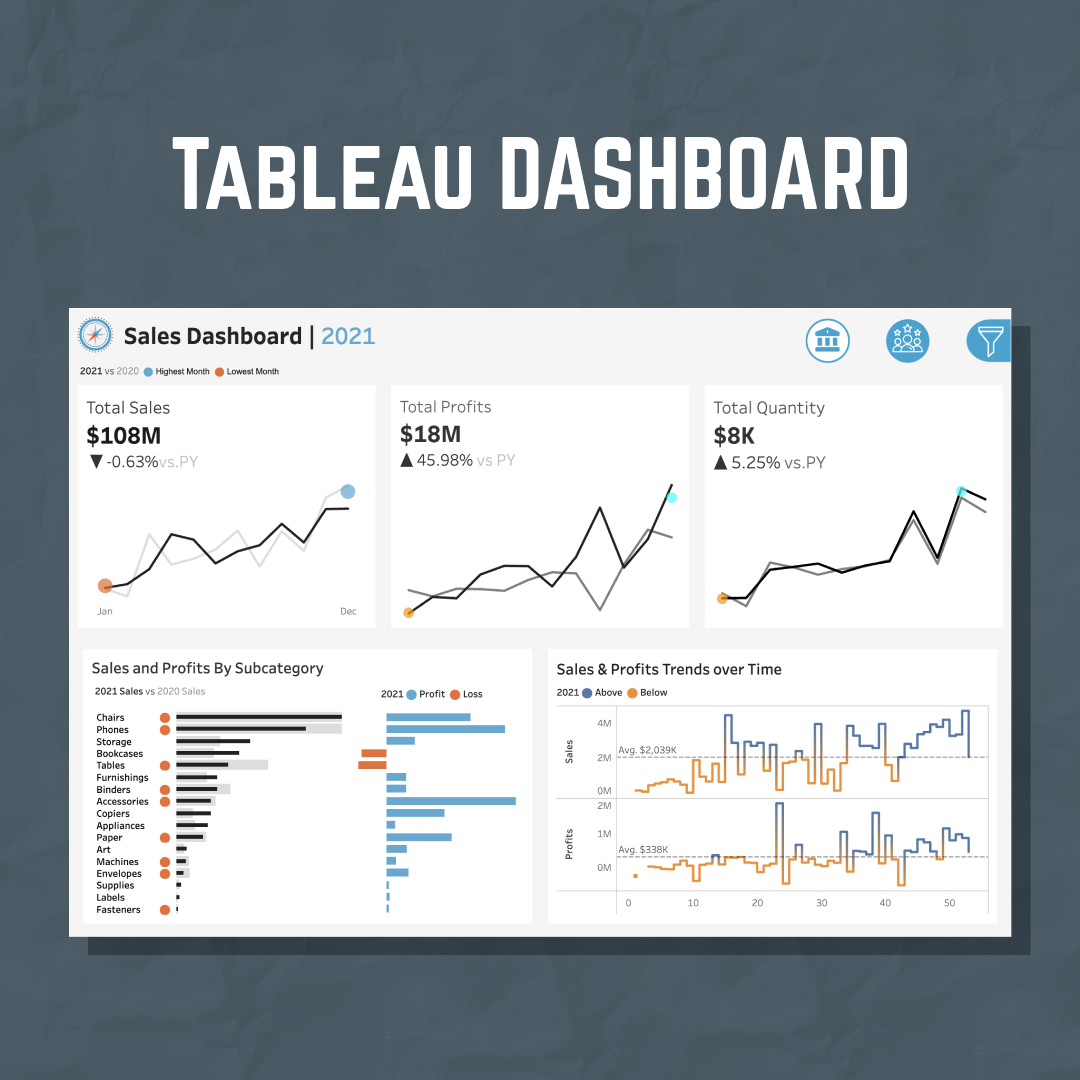 TABLEAU DASHBOARD
Sales Dashboard | 2021
2021 vs 2020 Highest Month Lowest Month
Total Sales
$108M
▼ -0.63%vs.PY
Jan Dec
Total Profits
$18M
▲ 45.98% vs PY
Total Quantity
$8K
▲ 5.25% vs.PY
Sales and Profits By Subcategory
2021 Sales vs 2020 Sales
2021 Profit Loss
Chairs
Phones
Storage
Bookcases
Tables
Furnishings
Binders
Accessories
Copiers
Appliances
Paper
Art
Machines
Envelopes
Supplies
Labels
Fasteners
Sales & Profits Trends over Time
2021 Above Below
Sales
4M
Avg. $2,039K
2M
0M
Profits
2M
1M
Avg. $338K
0M
0 10 20 30 40 50